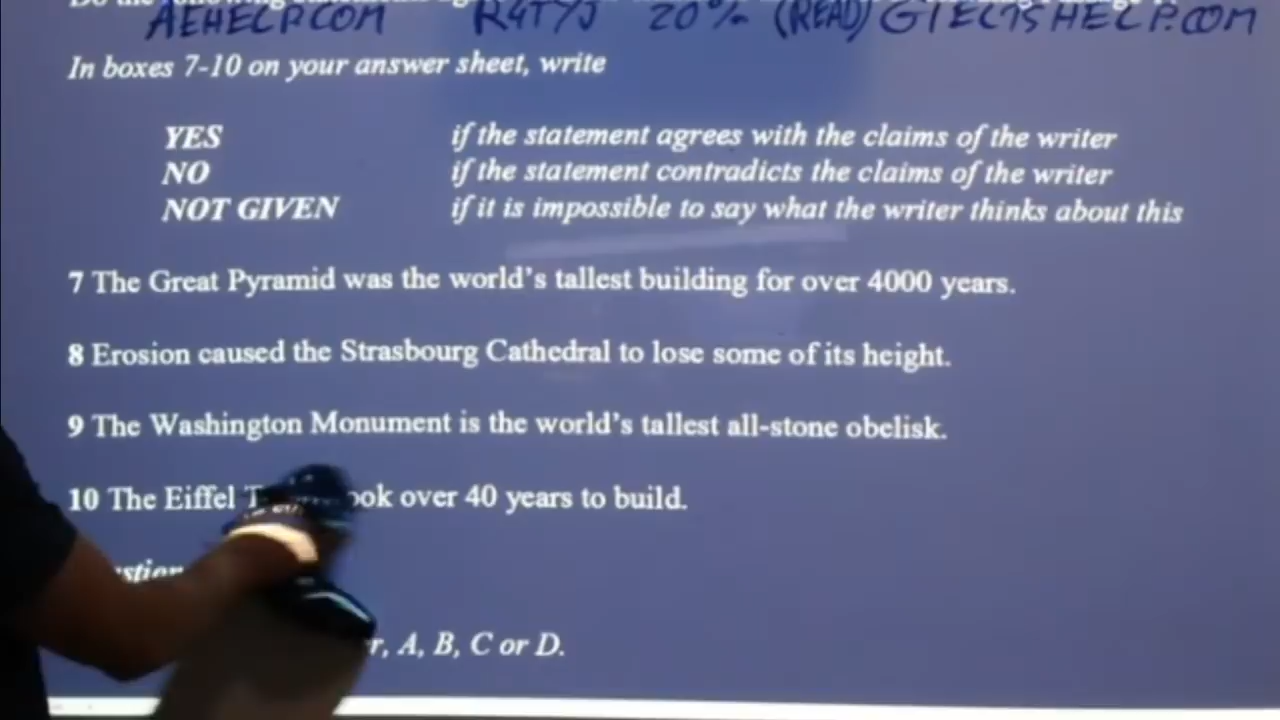 AEHELP.COM R4TYJ 20% (READ) GIELTSHELP.COM
In boxes 7-10 on your answer sheet, write
YES if the statement agrees with the claims of the writer
NO if the statement contradicts the claims of the writer
NOT GIVEN if it is impossible to say what the writer thinks about this
7 The Great Pyramid was the world's tallest building for over 4000 years.
8 Erosion caused the Strasbourg Cathedral to lose some of its height.
9 The Washington Monument is the world's tallest all-stone obelisk.
10 The Eiffel ook over 40 years to build.
r, A, B, C or D.